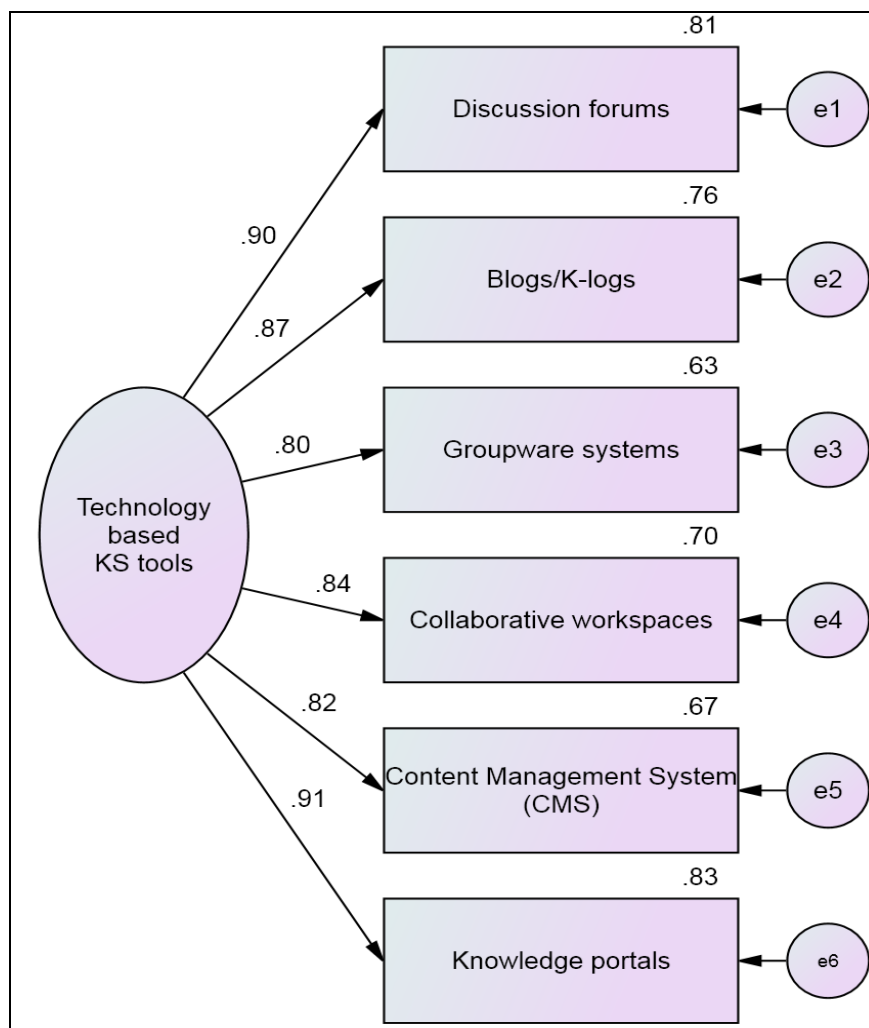 .81
Discussion forums
e1
.90
.76
Blogs/K-logs
e2
.87
.63
Groupware systems
e3
.80
Technology
based
KS tools
.70
Collaborative workspaces
e4
.84
.67
Content Management System
(CMS)
e5
.82
.83
Knowledge portals
e6
.91